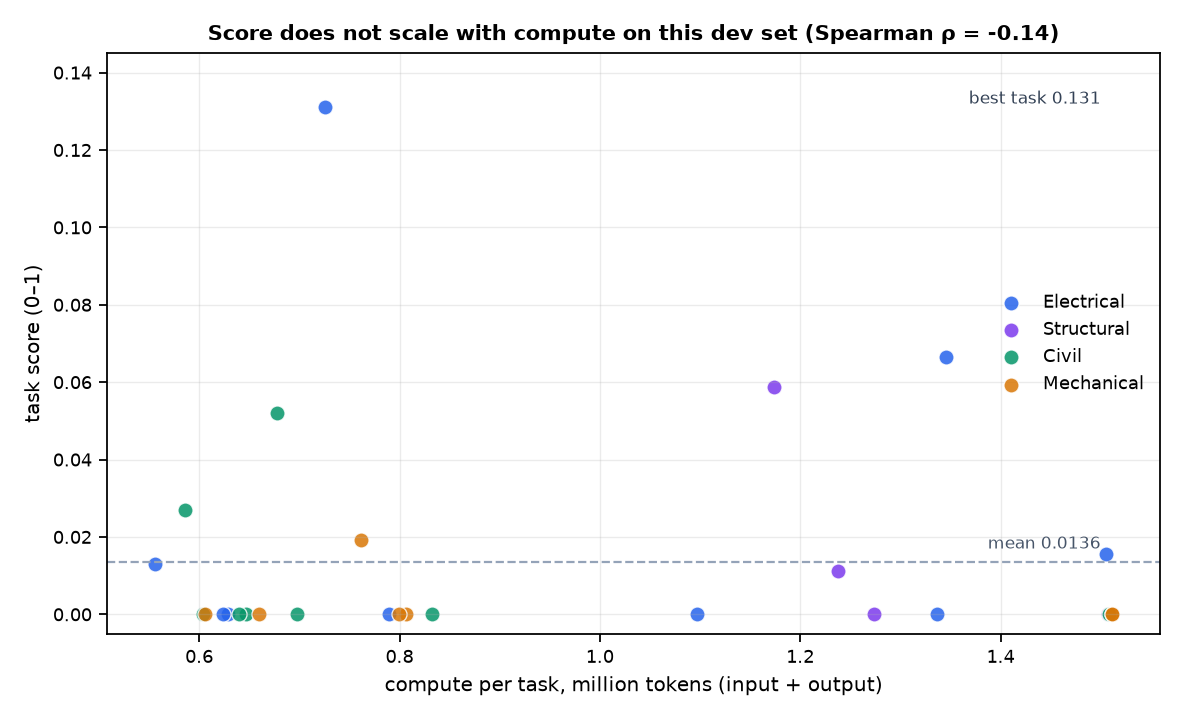 Score does not scale with compute on this dev set (Spearman ρ = -0.14)
0.14
best task 0.131
0.12
0.10
task score (0–1)
0.08
Electrical
Structural
Civil
Mechanical
0.06
0.04
0.02
mean 0.0136
0.00
0.6 0.8 1.0 1.2 1.4
compute per task, million tokens (input + output)